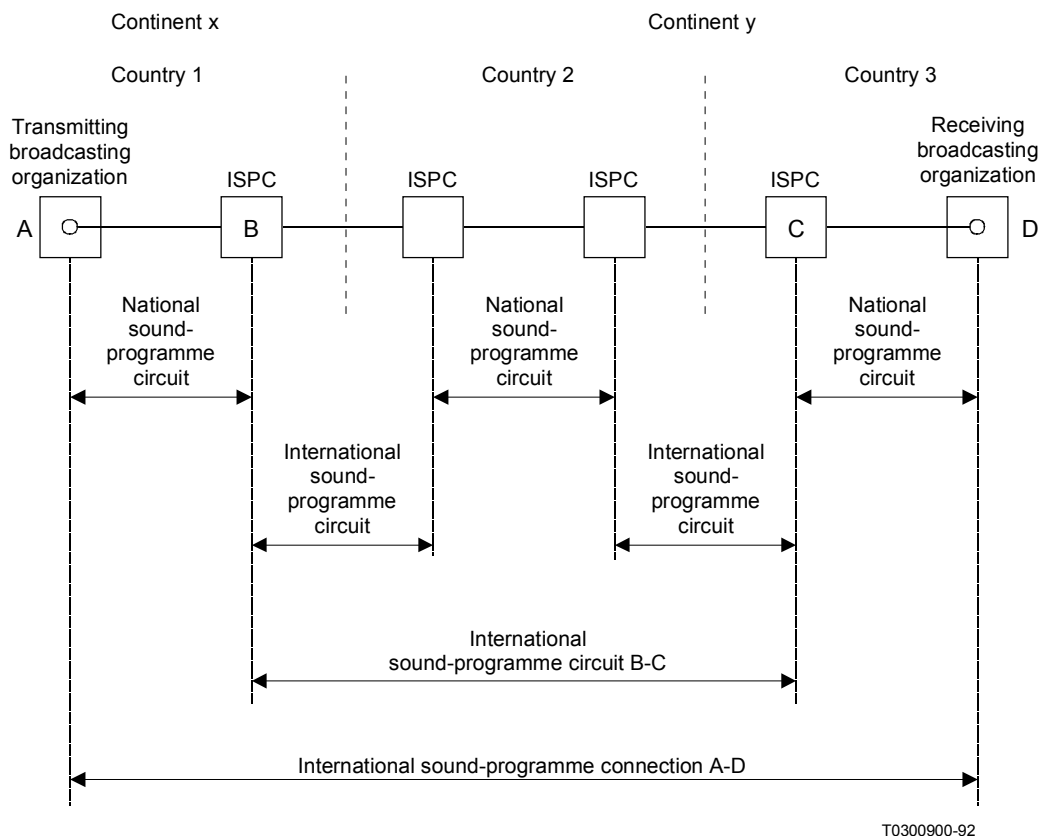 Continent x
Continent y
Country 1
Country 2
Country 3
Transmitting
broadcasting
organization
Receiving
broadcasting
organization
ISPC
ISPC
ISPC
ISPC
A
B
C
D
National
sound-
programme
circuit
National
sound-
programme
circuit
National
sound-
programme
circuit
International
sound-
programme
circuit
International
sound-
programme
circuit
International
sound-programme circuit B-C
International sound-programme connection A-D
T0300900-92